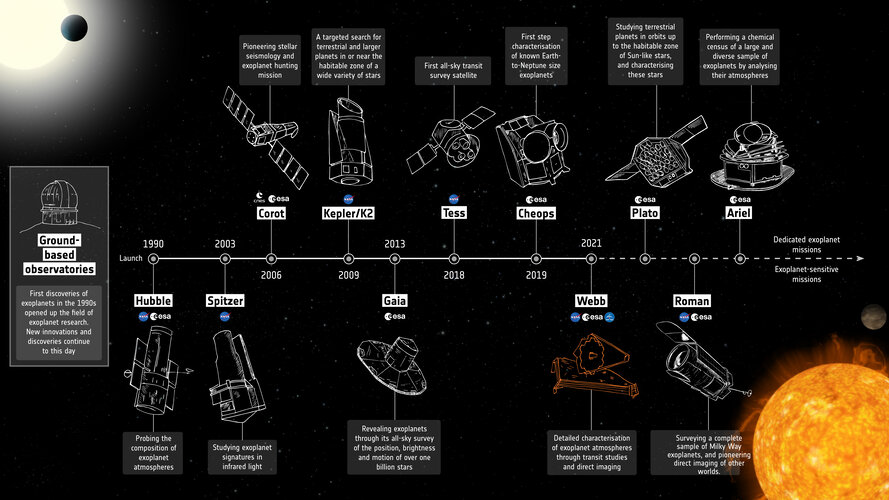 Pioneering stellar
seismology and
exoplanet hunting
mission
A targeted search for
terrestrial and larger
planets in or near the
habitable zone of a
wide variety of stars
First all-sky transit
survey satellite
First step
characterisation
of known Earth-
to-Neptune size
exoplanets
Studying terrestrial
planets in orbits up
to the habitable zone
of Sun-like stars,
and characterising
these stars
Performing a chemical
census of a large and
diverse sample of
exoplanets by analysing
their atmospheres
cnes esa
NASA
NASA
esa
esa
esa
Corot
Kepler/K2
Tess
Cheops
Plato
Ariel
Ground-
based
observatories
First discoveries of
exoplanets in the 1990s
opened up the field of
exoplanet research.
New innovations and
discoveries continue
to this day
Launch
1990
2003
2006
2009
2013
2018
2019
2021
Dedicated exoplanet
missions
Exoplanet-sensitive
missions
Hubble
Spitzer
Gaia
Webb
Roman
NASA esa
NASA
esa
NASA esa
NASA esa
Probing the
composition of
exoplanet
atmospheres
Studying exoplanet
signatures in
infrared light
Revealing exoplanets
through its all-sky survey
of the position, brightness
and motion of over one
billion stars
Detailed characterisation
of exoplanet atmospheres
through transit studies
and direct imaging
Surveying a complete
sample of Milky Way
exoplanets, and pioneering
direct imaging of other
worlds.